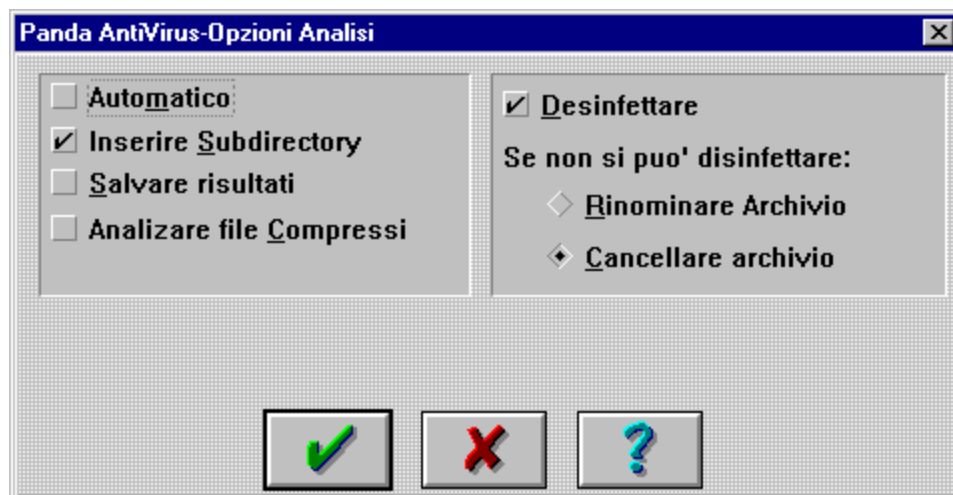 Panda AntiVirus-Opzioni Analisi
Automatico
Inserire Subdirectory
Salvare risultati
Analizare file Compressi
Desinfettare
Se non si puo' disinfettare:
Rinominare Archivio
Cancellare archivio
?